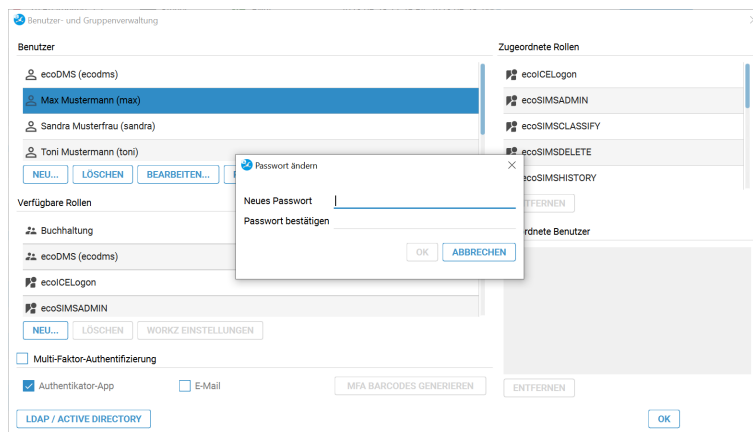 Benutzer- und Gruppenverwaltung
Benutzer
ecoDMS (ecodms)
Max Mustermann (max)
Sandra Musterfrau (sandra)
Toni Mustermann (toni)
NEU... LÖSCHEN BEARBEITEN...
Zugeordnete Rollen
ecoICELogon
ecoSIMSADMIN
ecoSIMSCLASSIFY
ecoSIMSDELETE
ecoSIMSHISTORY
Passwort ändern
Neues Passwort
Passwort bestätigen
OK ABBRECHEN
Verfügbare Rollen
Buchhaltung
ecoDMS (ecodms)
ecoICELogon
ecoSIMSADMIN
NEU... LÖSCHEN WORKZ EINSTELLUNGEN
Benutzer
Multi-Faktor-Authentifizierung
Authentikator-App E-Mail MFA BARCODES GENERIEREN
ENTFERNEN
LDAP / ACTIVE DIRECTORY OK